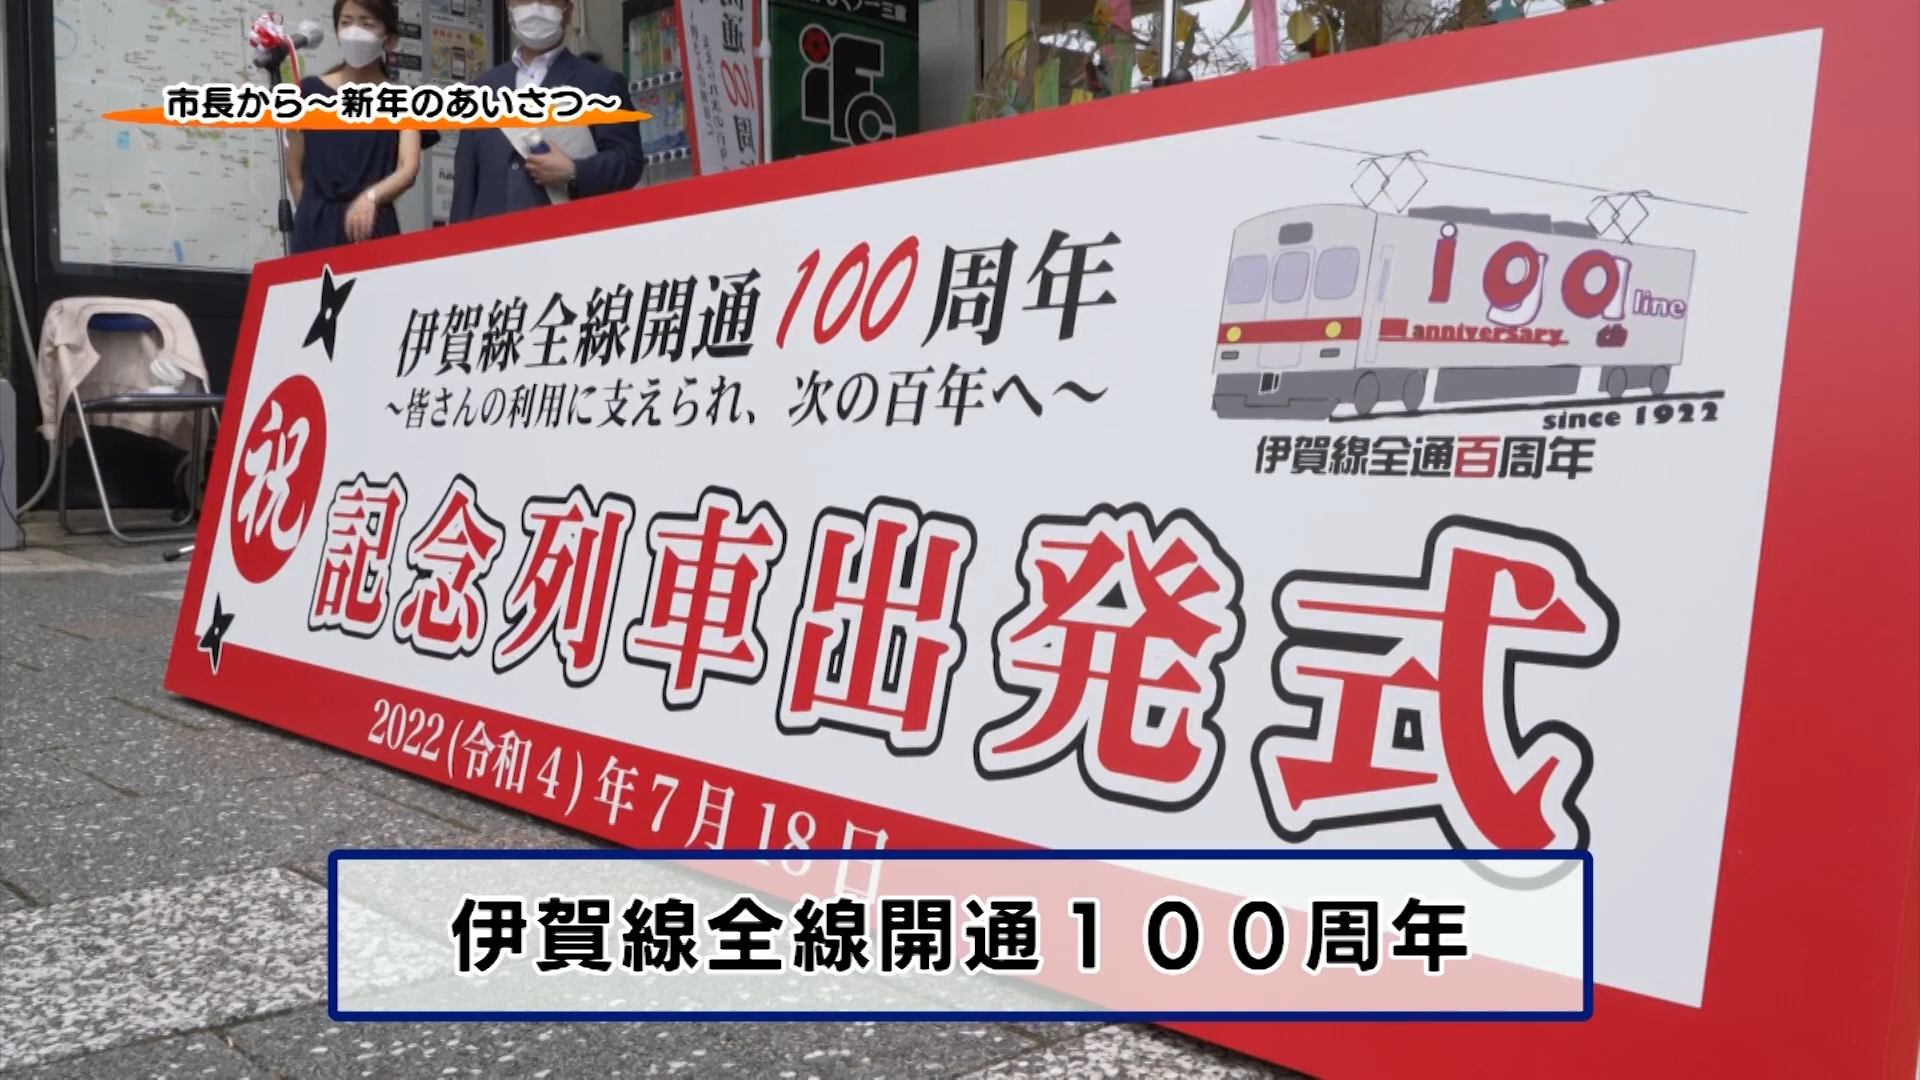 市長から～新年のあいさつ～
伊賀線全線開通100周年
～皆さんの利用に支えられ、次の百年へ～
祝
記念列車出発式
2022(令和4)年7月18日
iga line
anniversary th
since 1922
伊賀線全通百周年
伊賀線全線開通１００周年